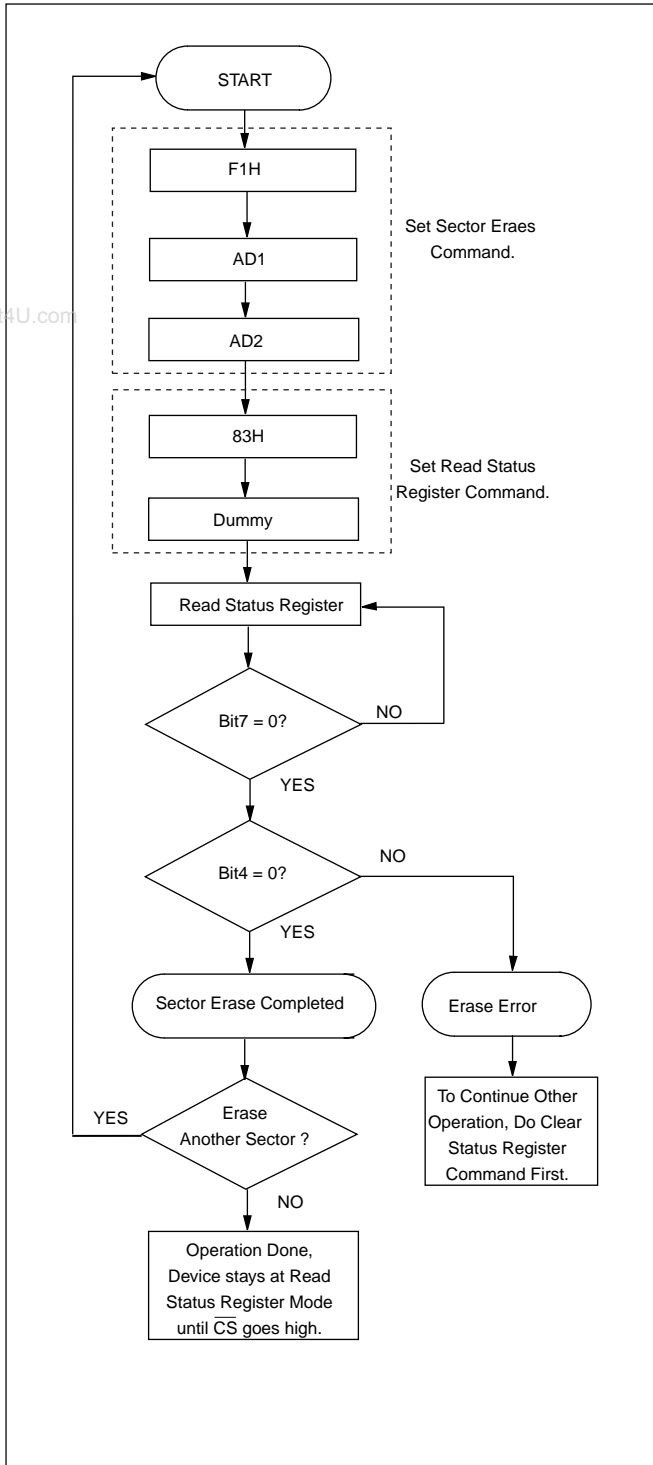 START
F1H
Set Sector Eraes
Command.
AD1
t4U.com
AD2
83H
Set Read Status
Register Command.
Dummy
Read Status Register
Bit7 = 0?
NO
YES
Bit4 = 0?
NO
YES
Sector Erase Completed
Erase Error
To Continue Other
Operation, Do Clear
Status Register
Command First.
YES
Erase
Another Sector ?
NO
Operation Done,
Device stays at Read
Status Register Mode
until C̅S̅ goes high.